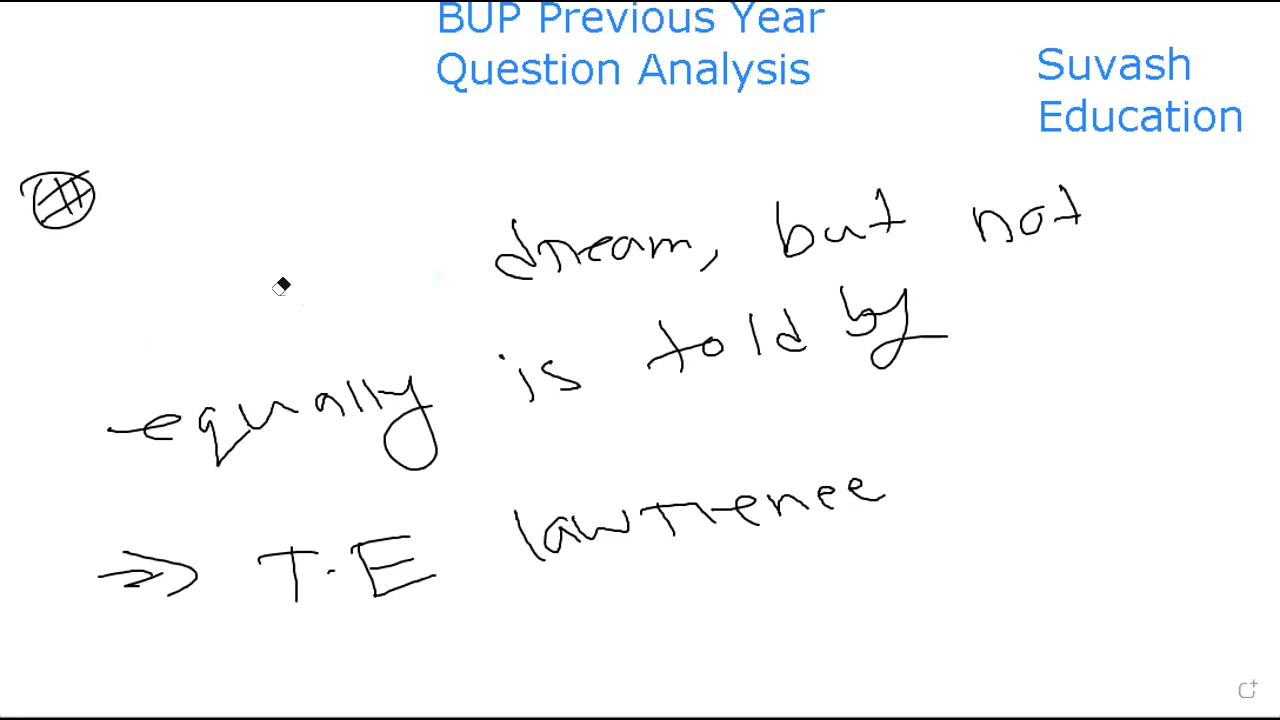 BUP Previous Year
Question Analysis
Suvash
Education
dream, but not
equally is told by
T.E lawrence